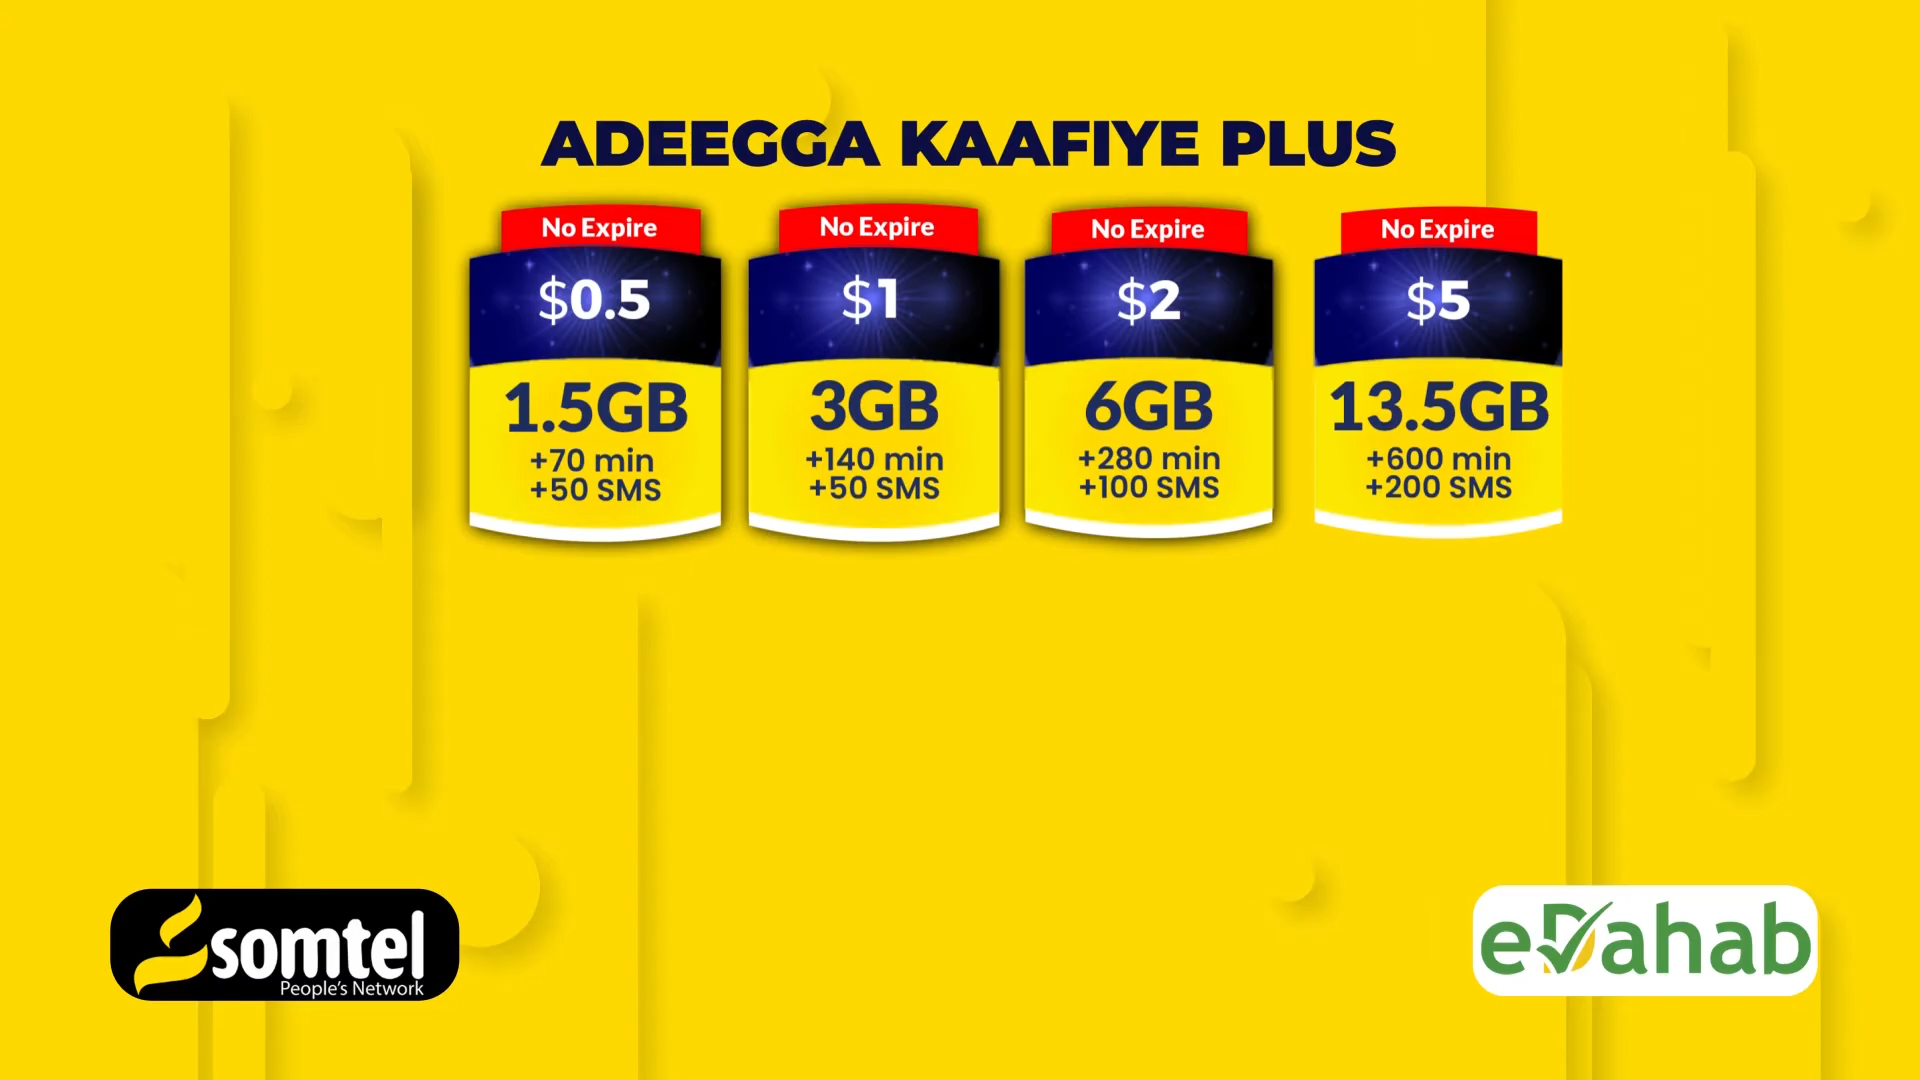 ADEEGGA KAAFIYE PLUS
No Expire
$0.5
1.5GB
+70 min
+50 SMS
No Expire
$1
3GB
+140 min
+50 SMS
No Expire
$2
6GB
+280 min
+100 SMS
No Expire
$5
13.5GB
+600 min
+200 SMS
somtel
People's Network
eDahab